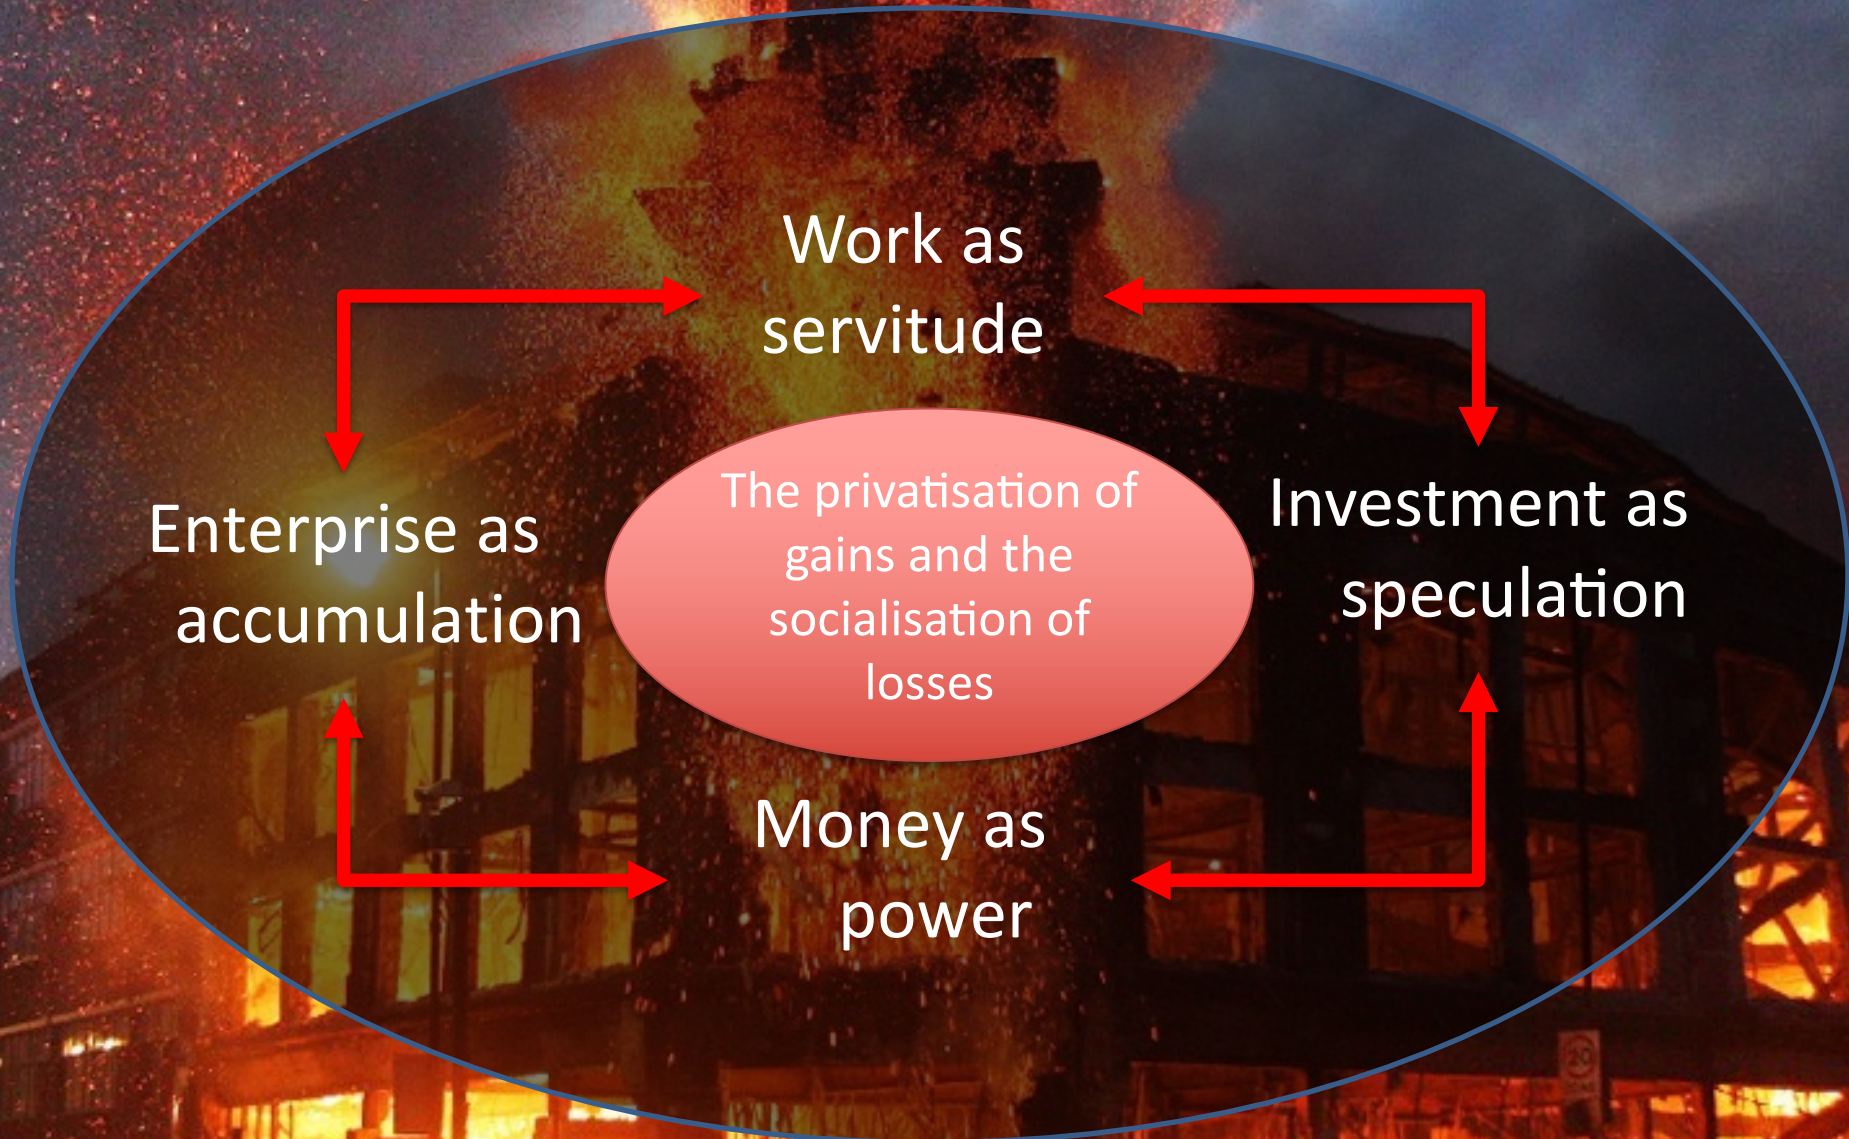 Work as
servitude
Enterprise as
accumulation
The privatisation of
gains and the
socialisation of
losses
Investment as
speculation
Money as
power
20